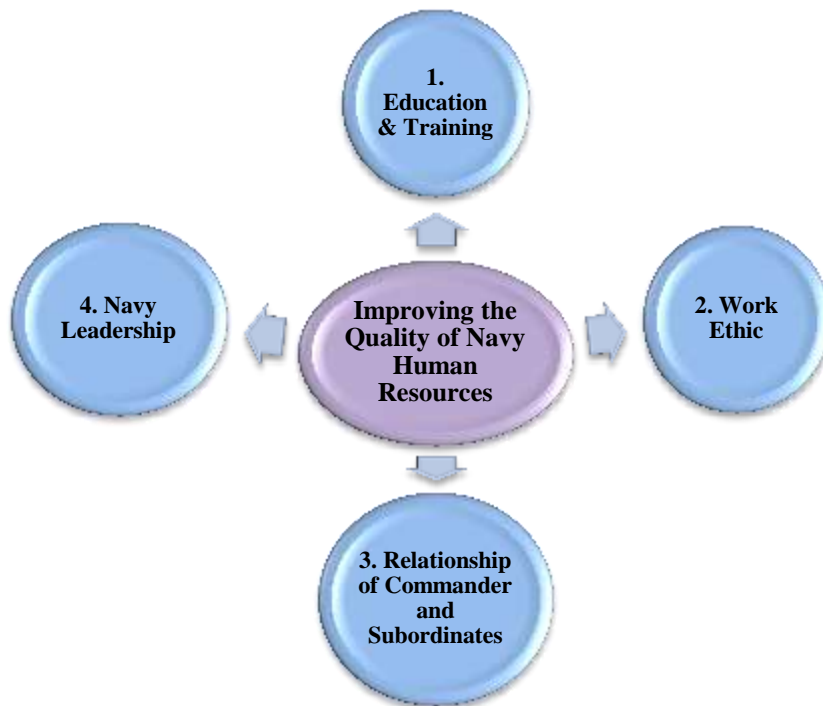 1.
Education
& Training
4. Navy
Leadership
Improving the
Quality of Navy
Human
Resources
2. Work
Ethic
3. Relationship
of Commander
and
Subordinates